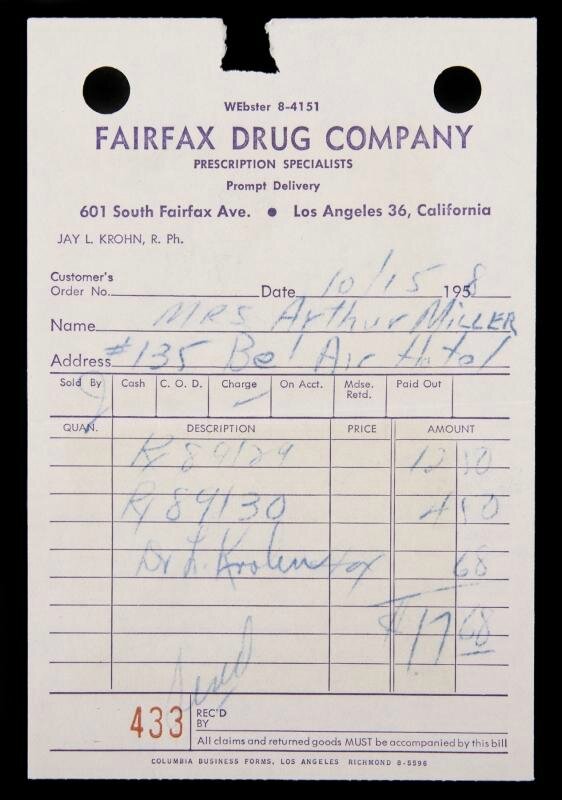 WEbster 8-4151
FAIRFAX DRUG COMPANY
PRESCRIPTION SPECIALISTS
Prompt Delivery
601 South Fairfax Ave. ● Los Angeles 36, California
JAY L. KROHN, R. Ph.
Customer's
Order No. Date 10/15 1958
Name MRS Arthur MILLER
Address #135 Bel Air Hotel
Sold By Cash C. O. D. Charge On Acct. Mdse. Retd. Paid Out
QUAN. DESCRIPTION PRICE AMOUNT
Rx 89129 12 50
Rx 89130 4 50
Dr L. Krohn tax 68
$17 68
433 REC'D BY
All claims and returned goods MUST be accompanied by this bill
COLUMBIA BUSINESS FORMS, LOS ANGELES RICHMOND 8-5596